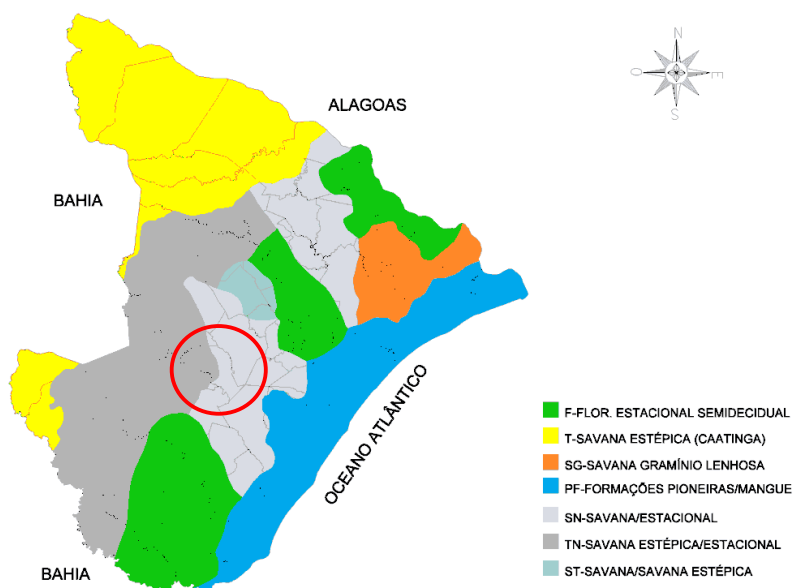 N
O
E
S
ALAGOAS
BAHIA
OCEANO ATLÂNTICO
BAHIA
F-FLOR. ESTACIONAL SEMIDECIDUAL
T-SAVANA ESTÉPICA (CAATINGA)
SG-SAVANA GRAMÍNIO LENHOSA
PF-FORMAÇÕES PIONEIRAS/MANGUE
SN-SAVANA/ESTACIONAL
TN-SAVANA ESTÉPICA/ESTACIONAL
ST-SAVANA/SAVANA ESTÉPICA